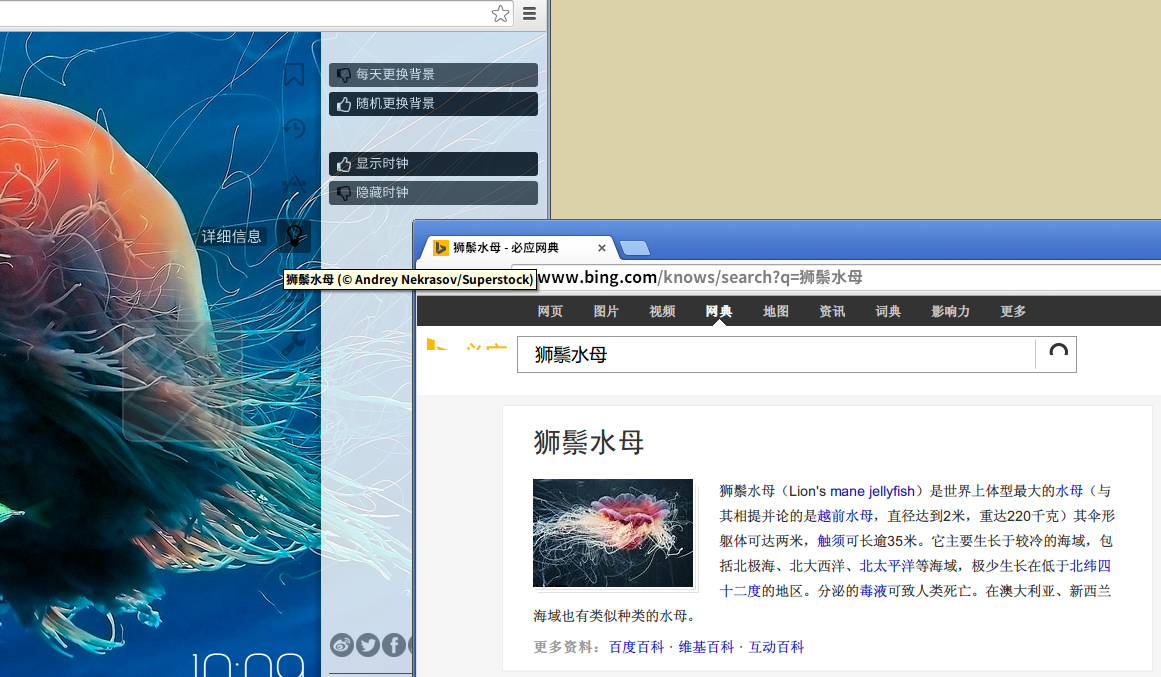 每天更换背景
随机更换背景
显示时钟
隐藏时钟
详细信息
狮鬃水母 (© Andrey Nekrasov/Superstock)
10:09
狮鬃水母 - 必应网典
www.bing.com/knows/search?q=狮鬃水母
网页 图片 视频 网典 地图 资讯 词典 影响力 更多
狮鬃水母
狮鬃水母
狮鬃水母（Lion's mane jellyfish）是世界上体型最大的水母（与
其相提并论的是越前水母，直径达到2米，重达220千克）其伞形
躯体可达两米，触须可长逾35米。它主要生长于较冷的海域，包
括北极海、北大西洋、北太平洋等海域，极少生长在低于北纬四
十二度的地区。分泌的毒液可致人类死亡。在澳大利亚、新西兰
海域也有类似种类的水母。
更多资料： 百度百科 · 维基百科 · 互动百科